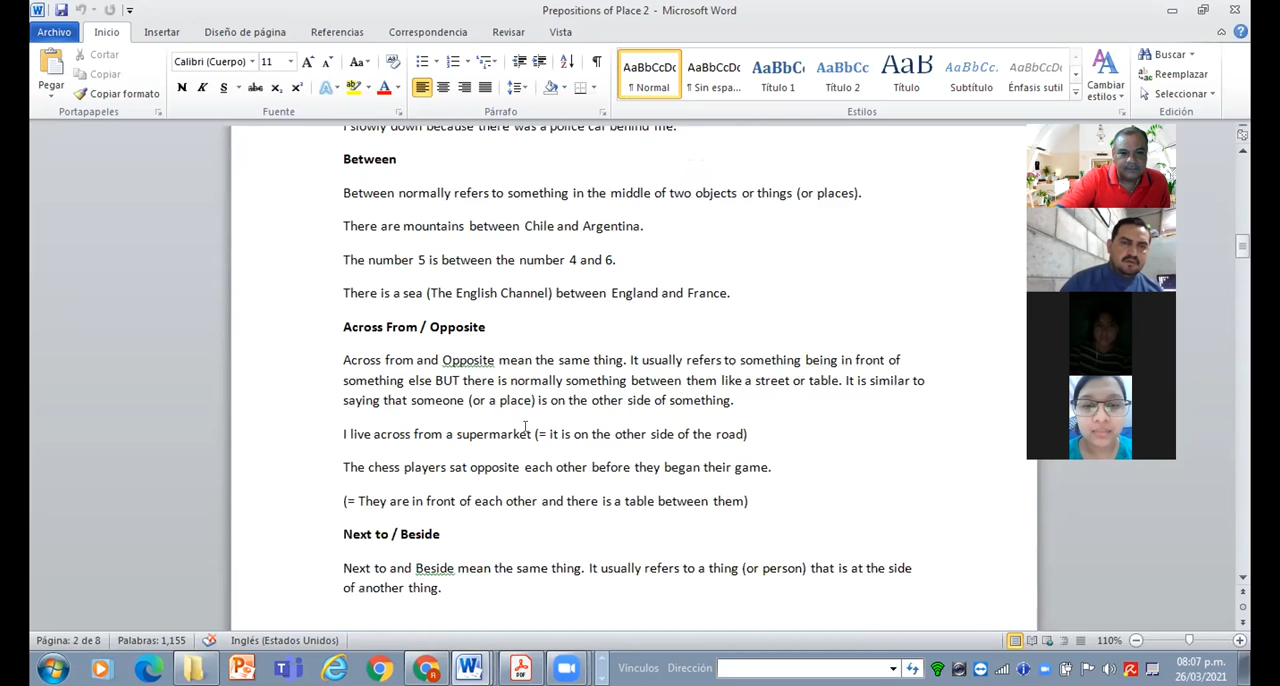 Prepositions of Place 2 - Microsoft Word
Archivo Inicio Insertar Diseño de página Referencias Correspondencia Revisar Vista
Pegar
Cortar
Copiar
Copiar formato
Portapapeles
Calibri (Cuerpo) 11
Fuente
Párrafo
AaBbCcDc AaBbCcDc AaBbC AaBbCc AaB AaBbCc. AaBbCcDc
¶ Normal ¶ Sin espa... Título 1 Título 2 Título Subtítulo Énfasis sutil
Estilos
Cambiar estilos
Buscar
Reemplazar
Seleccionar
Edición
I slowly down because there was a police car behind me.
Between
Between normally refers to something in the middle of two objects or things (or places).
There are mountains between Chile and Argentina.
The number 5 is between the number 4 and 6.
There is a sea (The English Channel) between England and France.
Across From / Opposite
Across from and Opposite mean the same thing. It usually refers to something being in front of
something else BUT there is normally something between them like a street or table. It is similar to
saying that someone (or a place) is on the other side of something.
I live across from a supermarket (= it is on the other side of the road)
The chess players sat opposite each other before they began their game.
(= They are in front of each other and there is a table between them)
Next to / Beside
Next to and Beside mean the same thing. It usually refers to a thing (or person) that is at the side
of another thing.
Página: 2 de 8 Palabras: 1,155 Inglés (Estados Unidos) 110%
Vínculos Dirección
08:07 p.m.
26/03/2021